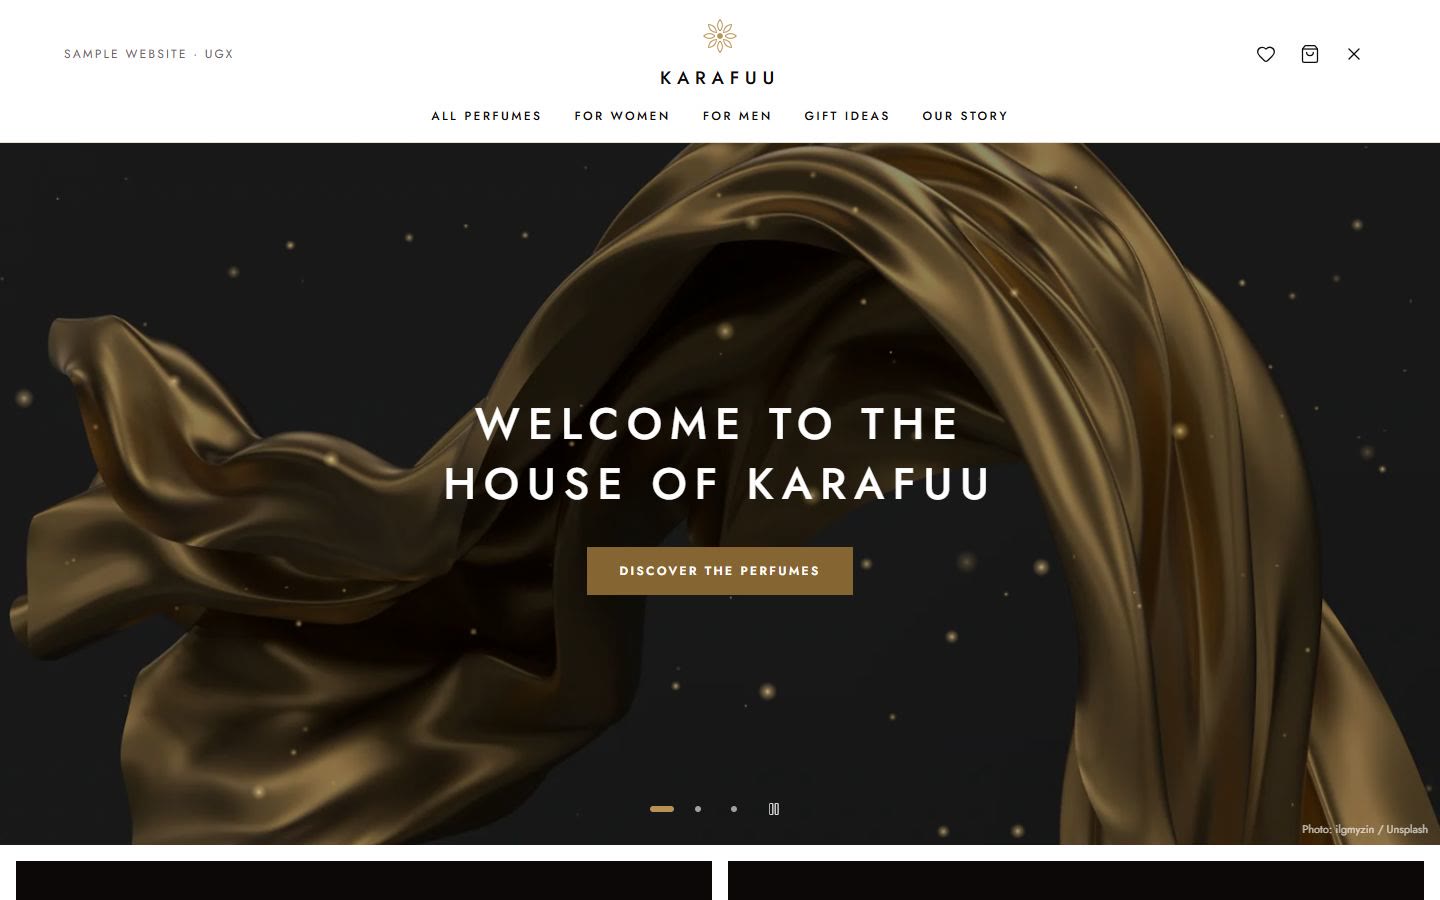 SAMPLE WEBSITE · UGX
KARAFUU
ALL PERFUMES
FOR WOMEN
FOR MEN
GIFT IDEAS
OUR STORY
WELCOME TO THE
HOUSE OF KARAFUU
DISCOVER THE PERFUMES
Photo: ilgmyzin / Unsplash